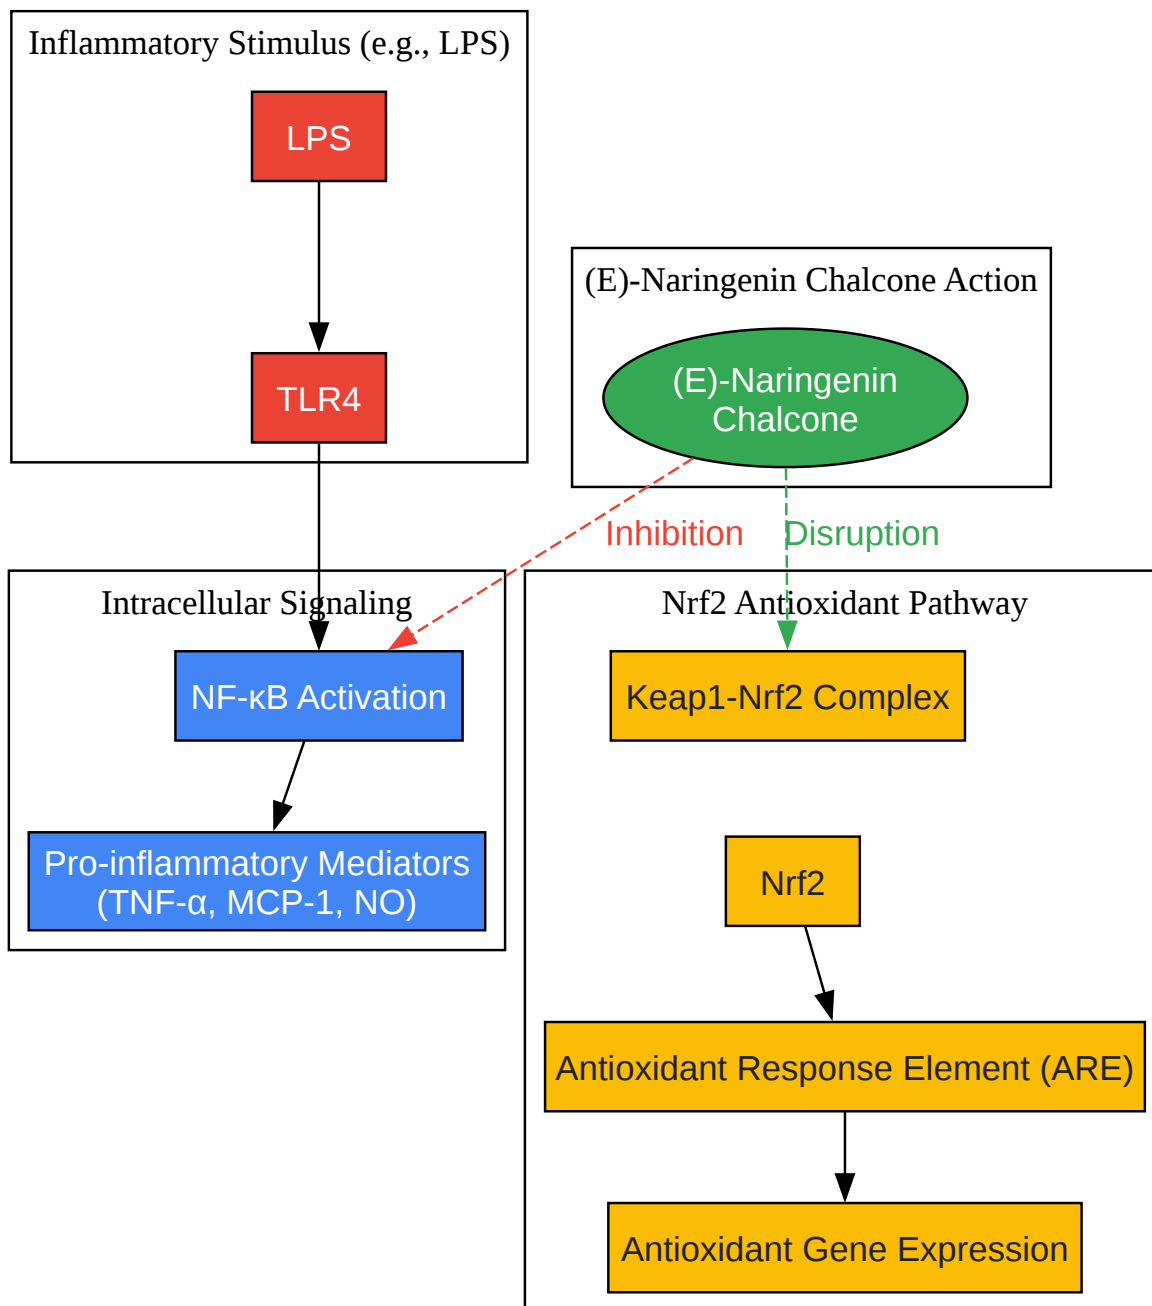 Inflammatory Stimulus (e.g., LPS)
LPS
TLR4
(E)-Naringenin Chalcone Action
(E)-Naringenin
Chalcone
Inhibition
Disruption
Intracellular Signaling
NF-κB Activation
Pro-inflammatory Mediators
(TNF-α, MCP-1, NO)
Nrf2 Antioxidant Pathway
Keap1-Nrf2 Complex
Nrf2
Antioxidant Response Element (ARE)
Antioxidant Gene Expression